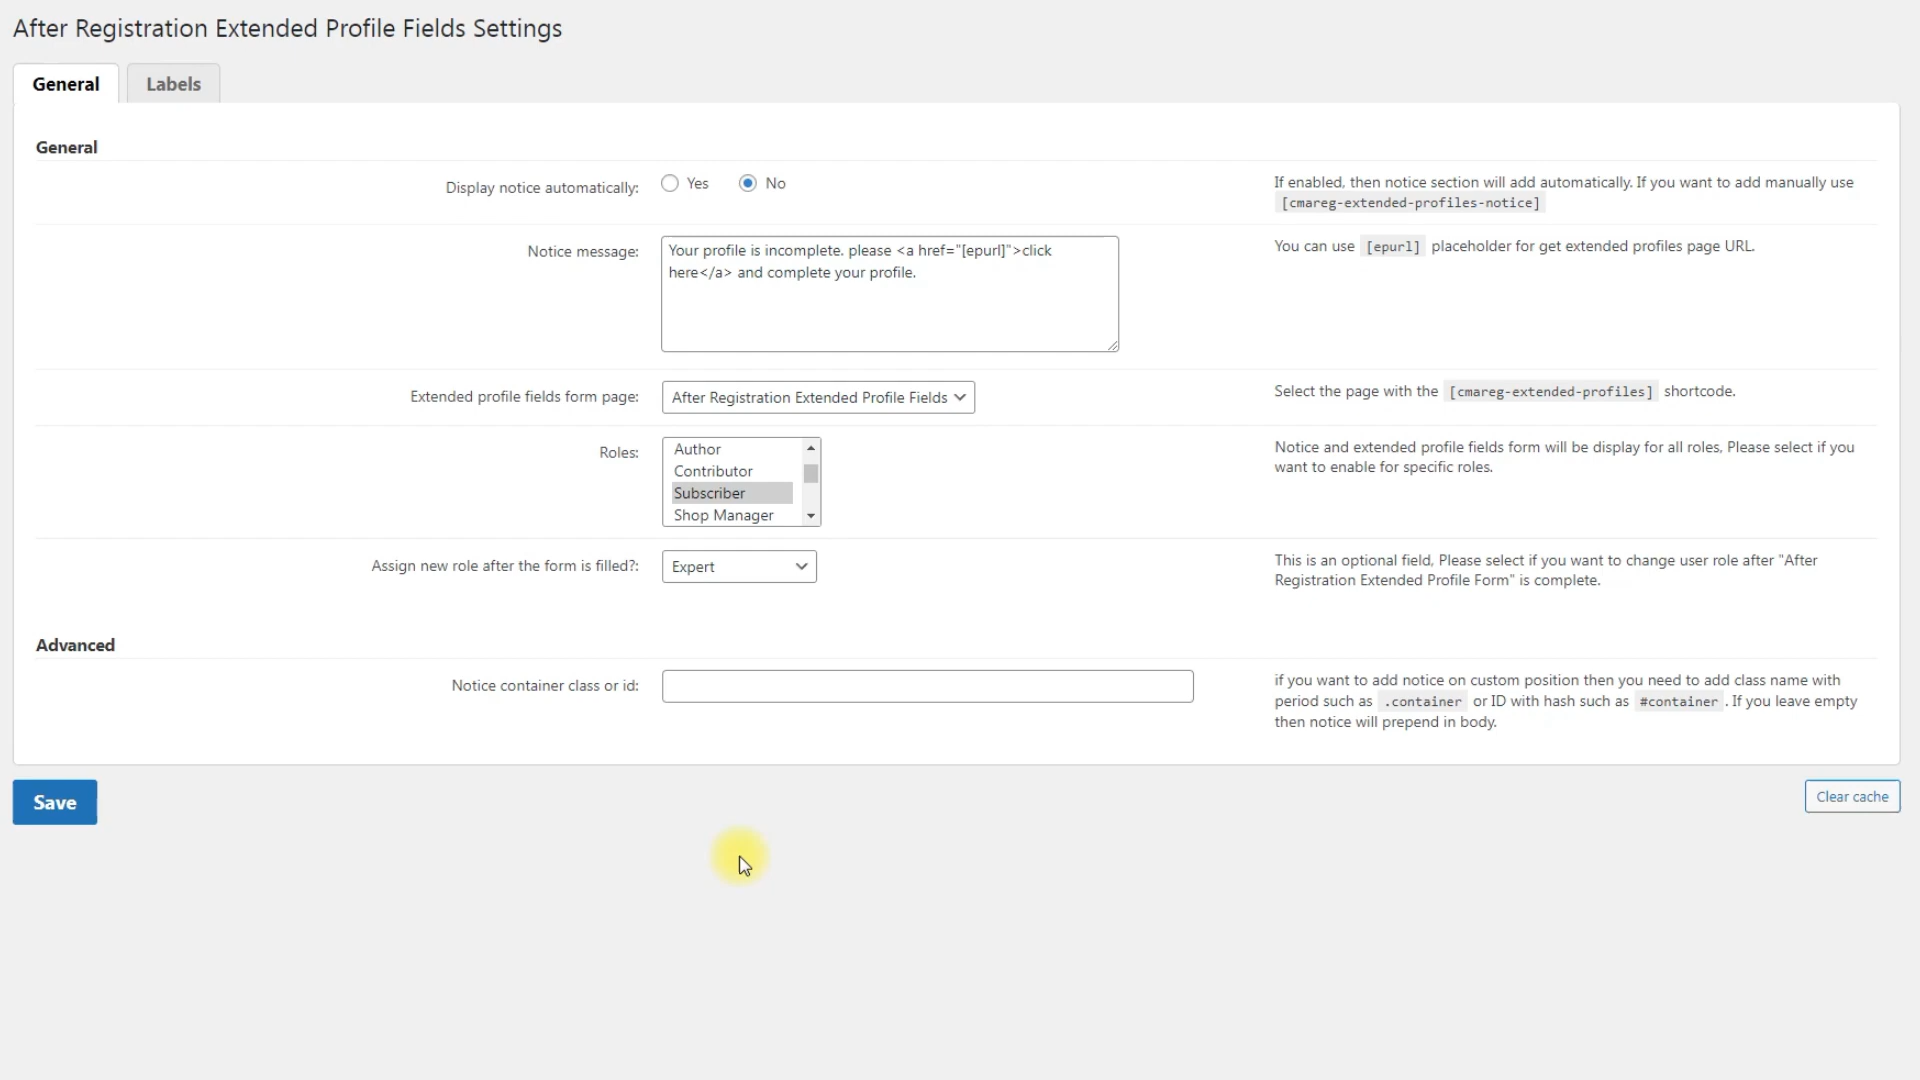 After Registration Extended Profile Fields Settings
General
Labels
General
Display notice automatically:
Yes
No
If enabled, then notice section will add automatically. If you want to add manually use
[cmareg-extended-profiles-notice]
Notice message:
Your profile is incomplete. please <a href="[epurl]">click
here</a> and complete your profile.
You can use [epurl] placeholder for get extended profiles page URL.
Extended profile fields form page:
After Registration Extended Profile Fields
Select the page with the [cmareg-extended-profiles] shortcode.
Roles:
Author
Contributor
Subscriber
Shop Manager
Notice and extended profile fields form will be display for all roles, Please select if you
want to enable for specific roles.
Assign new role after the form is filled?:
Expert
This is an optional field, Please select if you want to change user role after "After
Registration Extended Profile Form" is complete.
Advanced
Notice container class or id:
if you want to add notice on custom position then you need to add class name with
period such as .container or ID with hash such as #container . If you leave empty
then notice will prepend in body.
Save
Clear cache